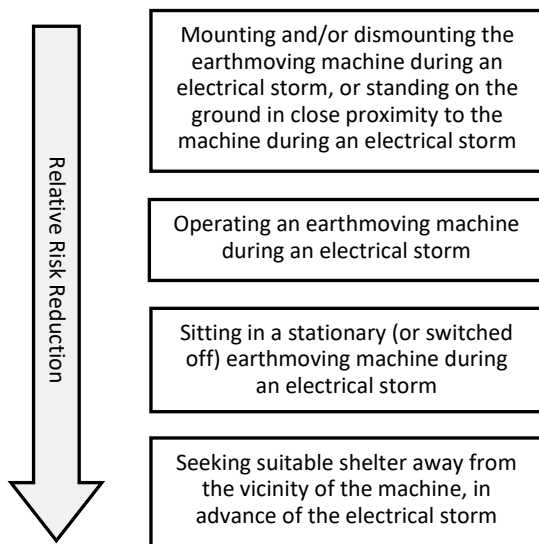 Relative Risk Reduction
Mounting and/or dismounting the
earthmoving machine during an
electrical storm, or standing on the
ground in close proximity to the
machine during an electrical storm
Operating an earthmoving machine
during an electrical storm
Sitting in a stationary (or switched
off) earthmoving machine during
an electrical storm
Seeking suitable shelter away from
the vicinity of the machine, in
advance of the electrical storm